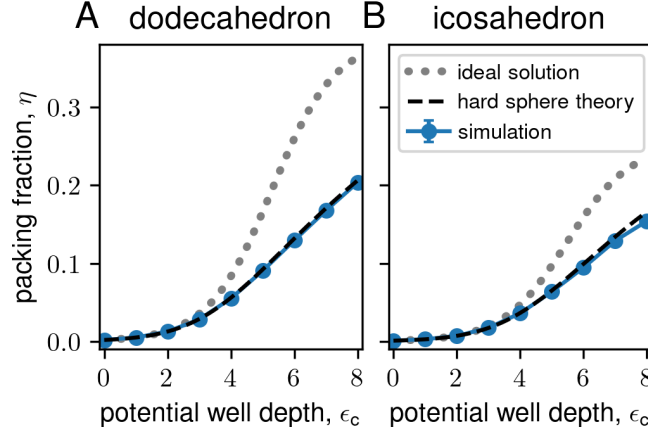 A dodecahedron
B icosahedron
packing fraction, η
0.3
0.2
0.1
0.0
0 2 4 6 8
0 2 4 6 8
potential well depth, ϵc
potential well depth, ϵc
ideal solution
hard sphere theory
simulation